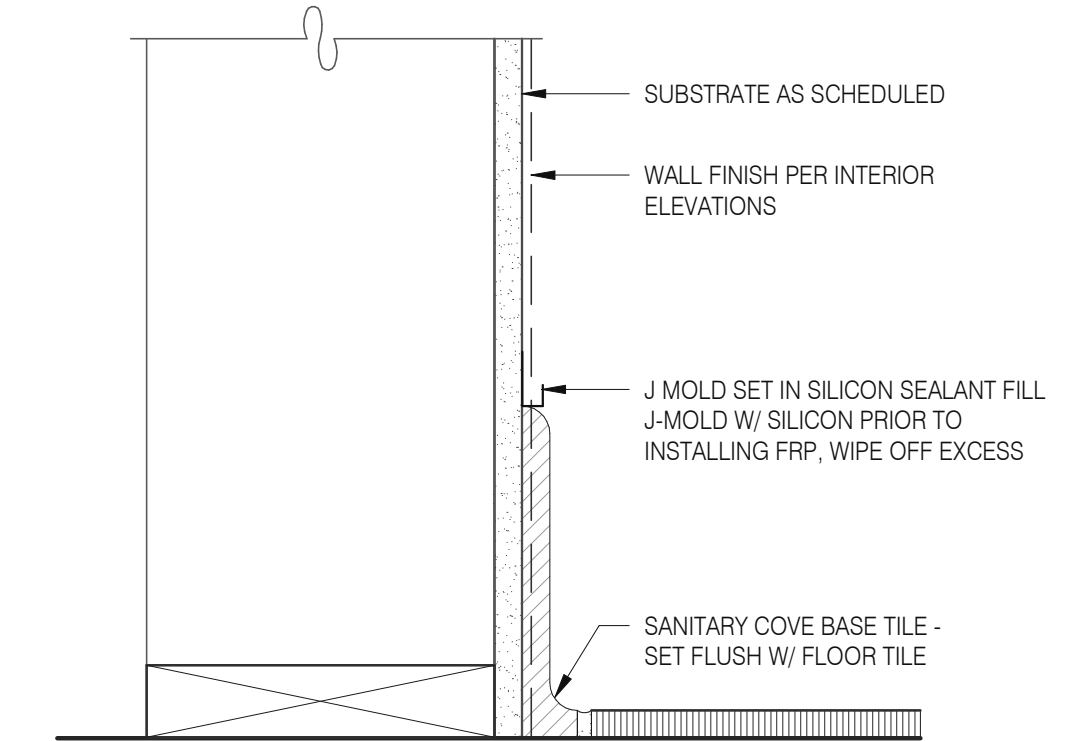 SUBSTRATE AS SCHEDULED
WALL FINISH PER INTERIOR
ELEVATIONS
J MOLD SET IN SILICON SEALANT FILL
J-MOLD W/ SILICON PRIOR TO
INSTALLING FRP, WIPE OFF EXCESS
SANITARY COVE BASE TILE -
SET FLUSH W/ FLOOR TILE